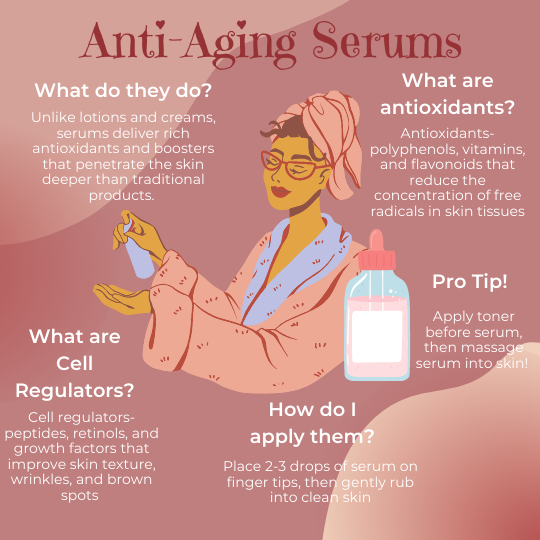 Anti-Aging Serums
What do they do?
Unlike lotions and creams,
serums deliver rich
antioxidants and boosters
that penetrate the skin
deeper than traditional
products.
What are
antioxidants?
Antioxidants-
polyphenols, vitamins,
and flavonoids that
reduce the
concentration of free
radicals in skin tissues
Pro Tip!
Apply toner
before serum,
then massage
serum into skin!
What are
Cell
Regulators?
Cell regulators-
peptides, retinols, and
growth factors that
improve skin texture,
wrinkles, and brown
spots
How do I
apply them?
Place 2-3 drops of serum on
finger tips, then gently rub
into clean skin